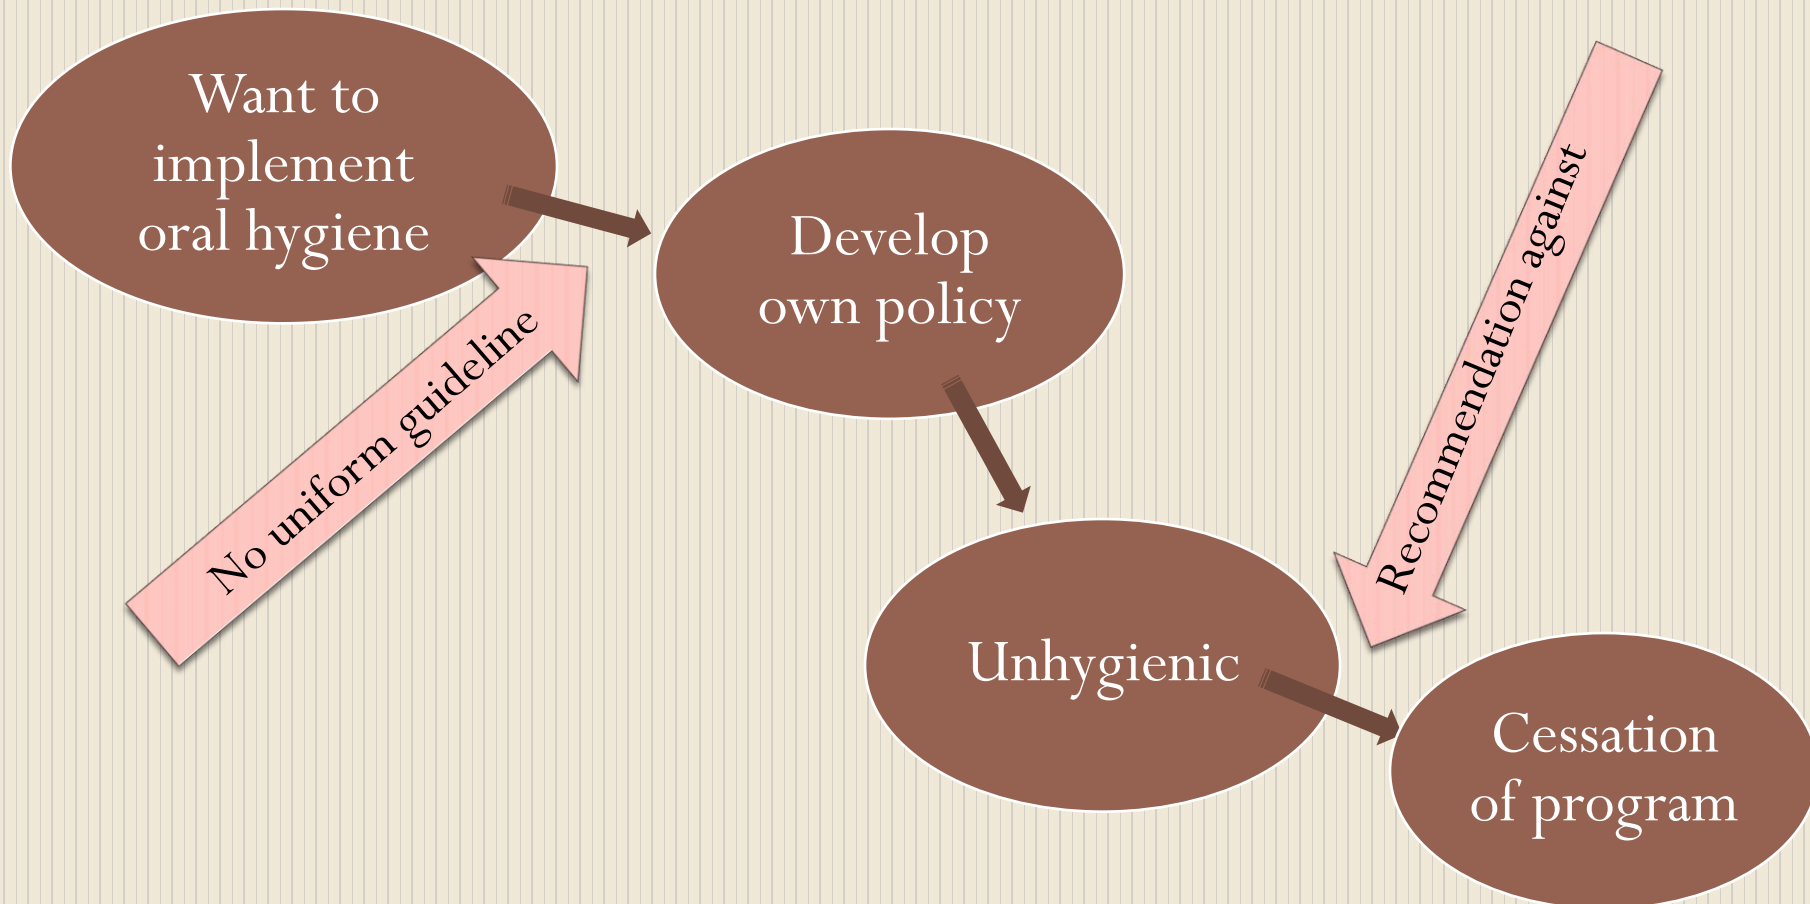 Want to
implement
oral hygiene
No uniform guideline
Develop
own policy
Recommendation against
Unhygienic
Cessation
of program